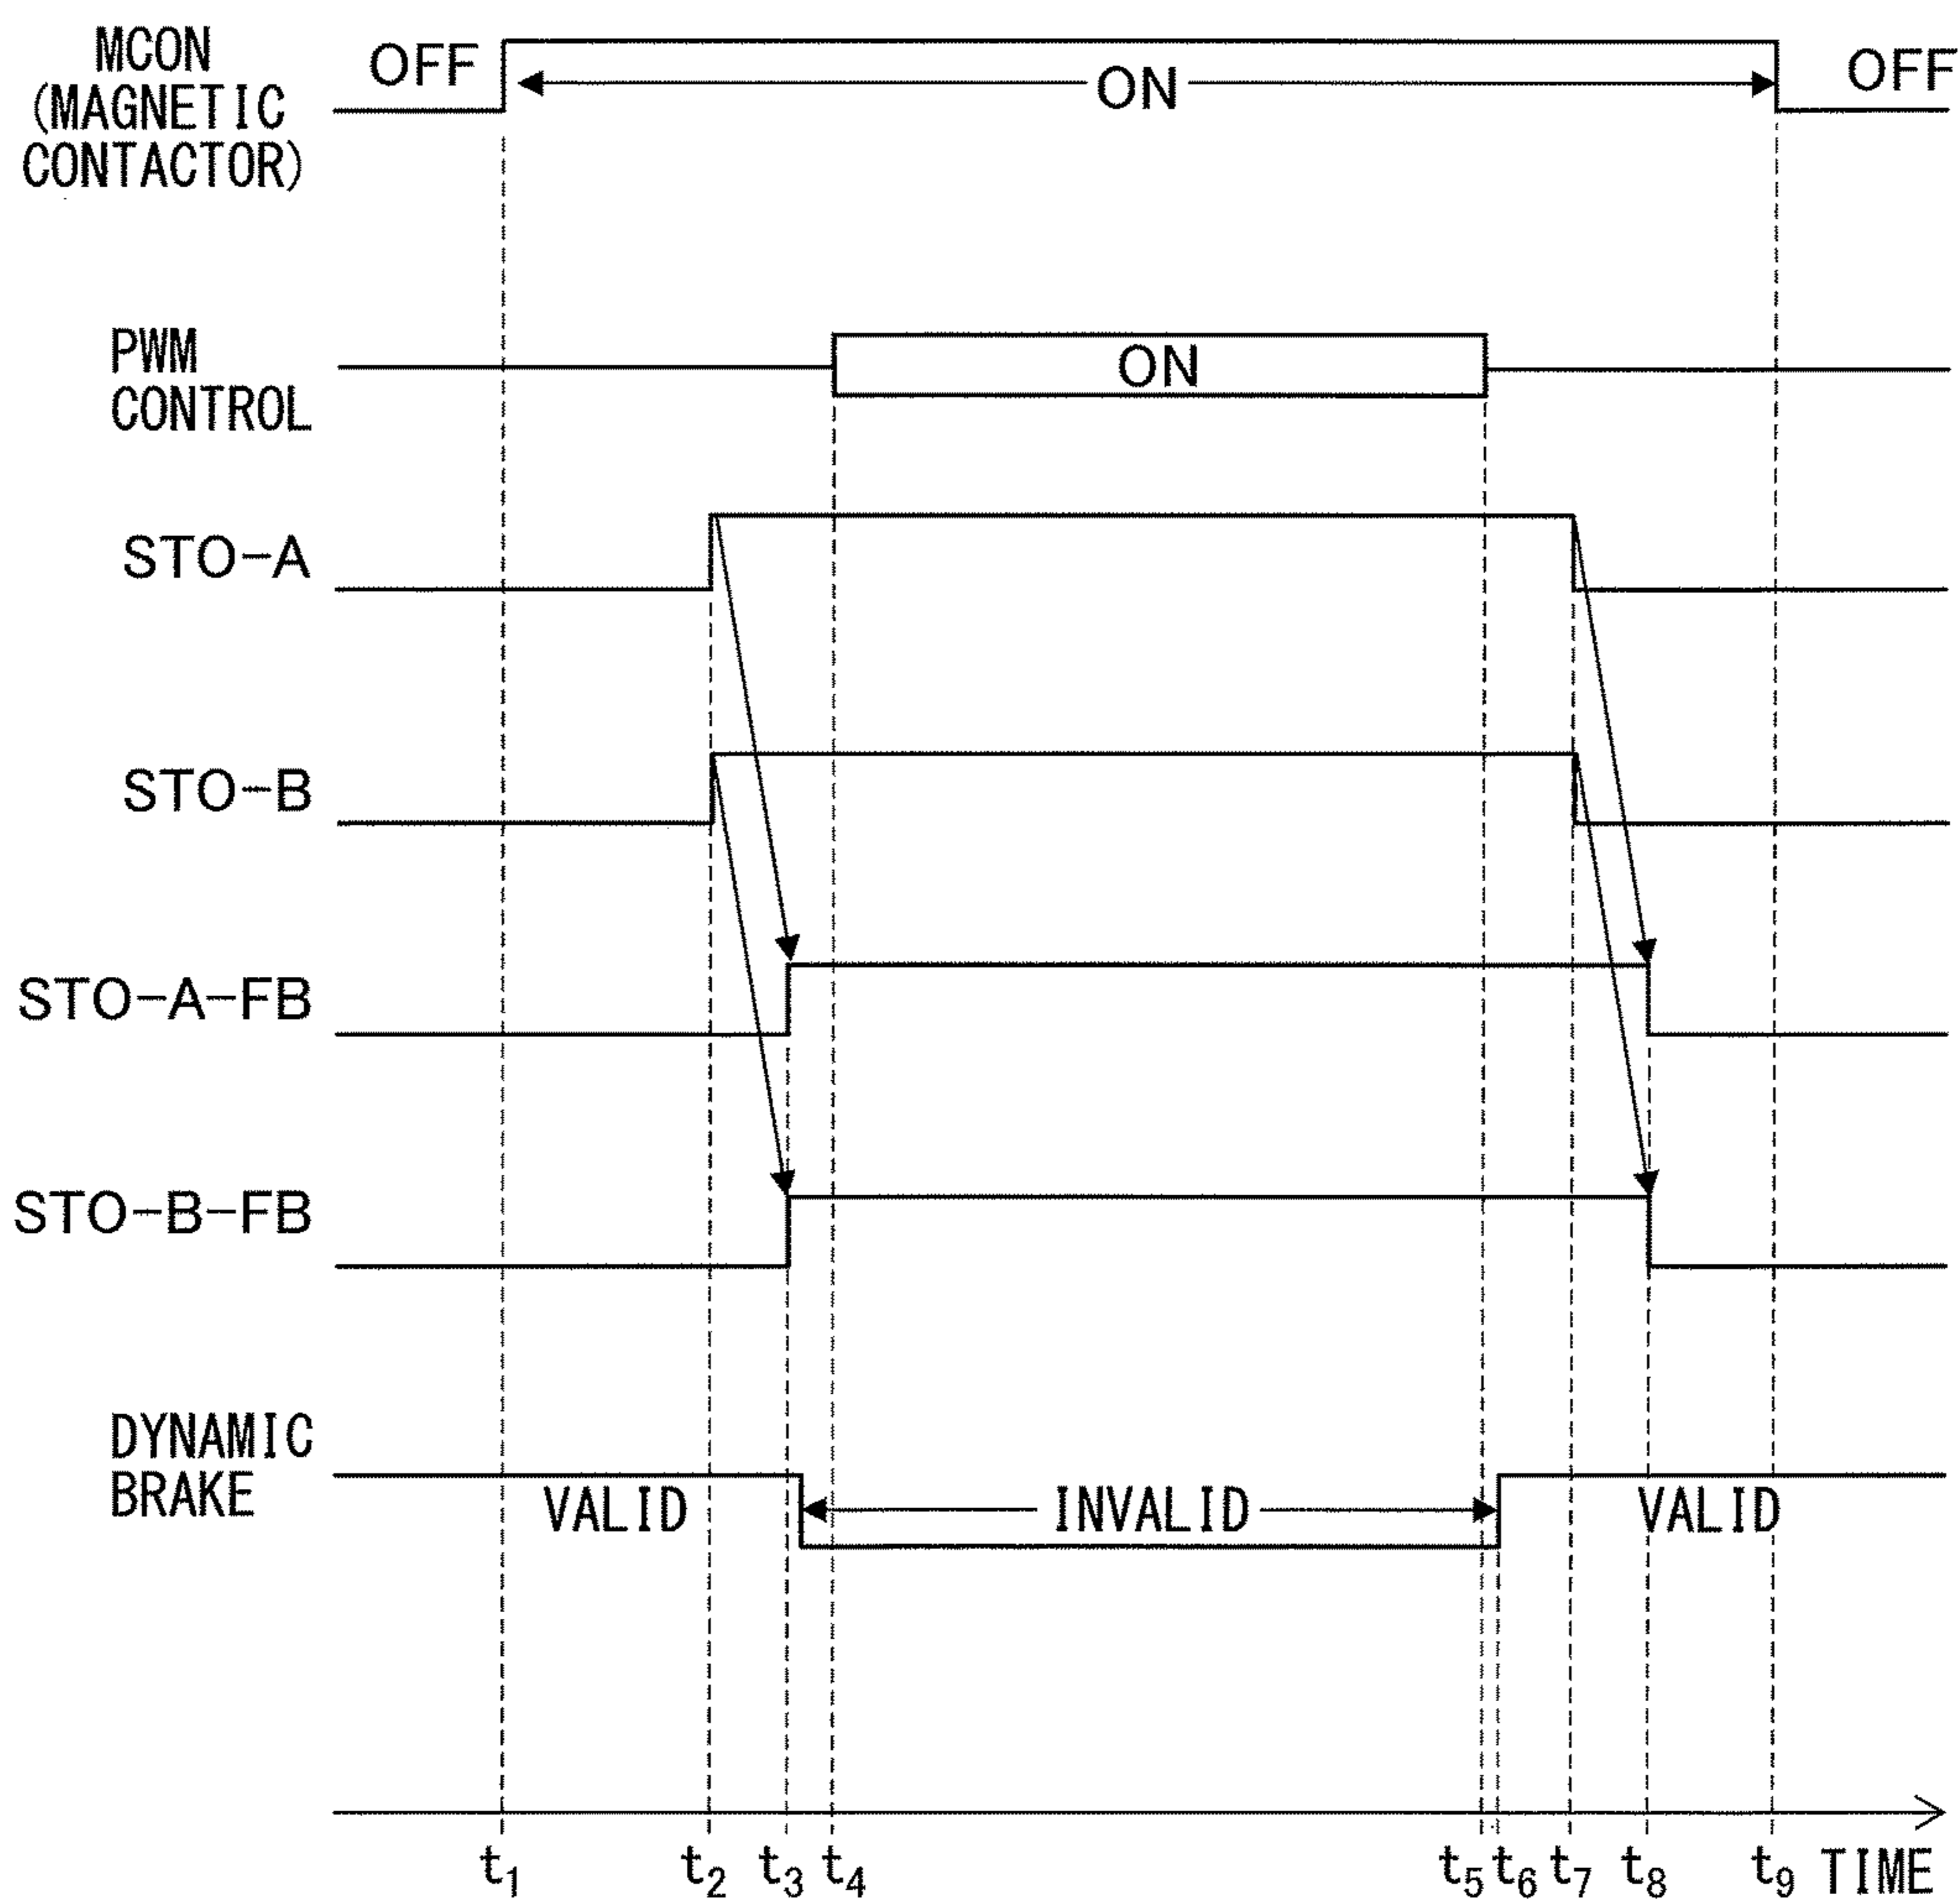 MCON
(MAGNETIC
CONTACTOR)
OFF
ON
OFF
PWM
CONTROL
ON
STO-A
STO-B
STO-A-FB
STO-B-FB
DYNAMIC
BRAKE
VALID
INVALID
VALID
t1 t2 t3 t4 t5 t6 t7 t8 t9 TIME